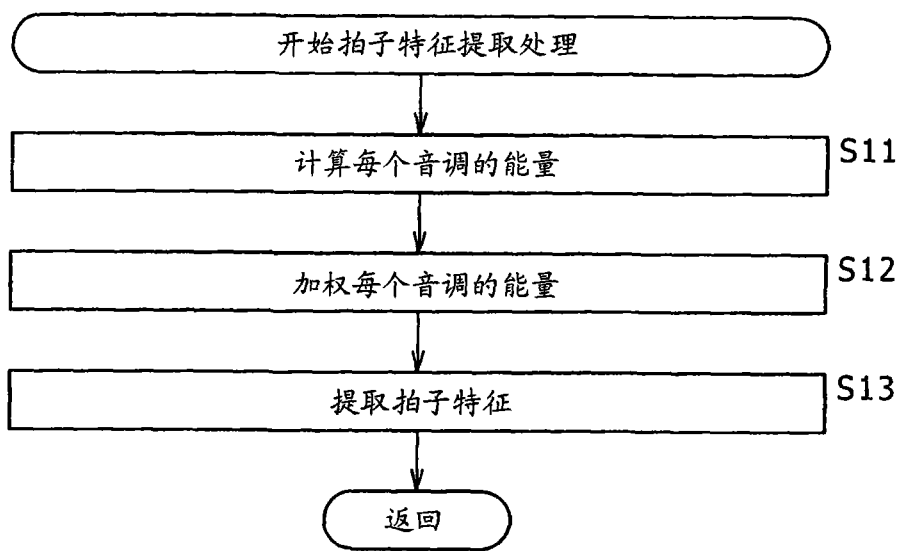 开始拍子特征提取处理
计算每个音调的能量
S11
加权每个音调的能量
S12
提取拍子特征
S13
返回